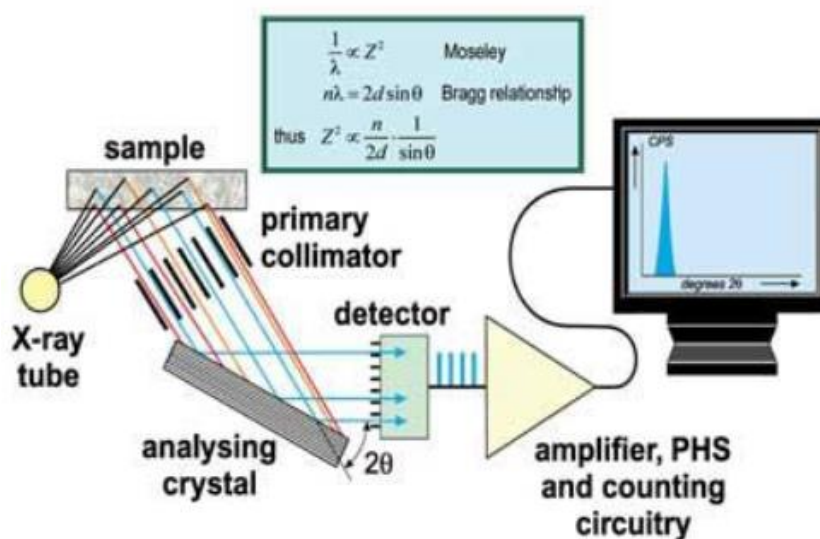 1/λ ∝ Z² Moseley
nλ = 2d sinθ Bragg relationship
thus Z² ∝ n/2d · 1/sinθ
sample
primary
collimator
X-ray
tube
detector
analysing
crystal
2θ
amplifier, PHS
and counting
circuitry
CPS
degrees 2θ